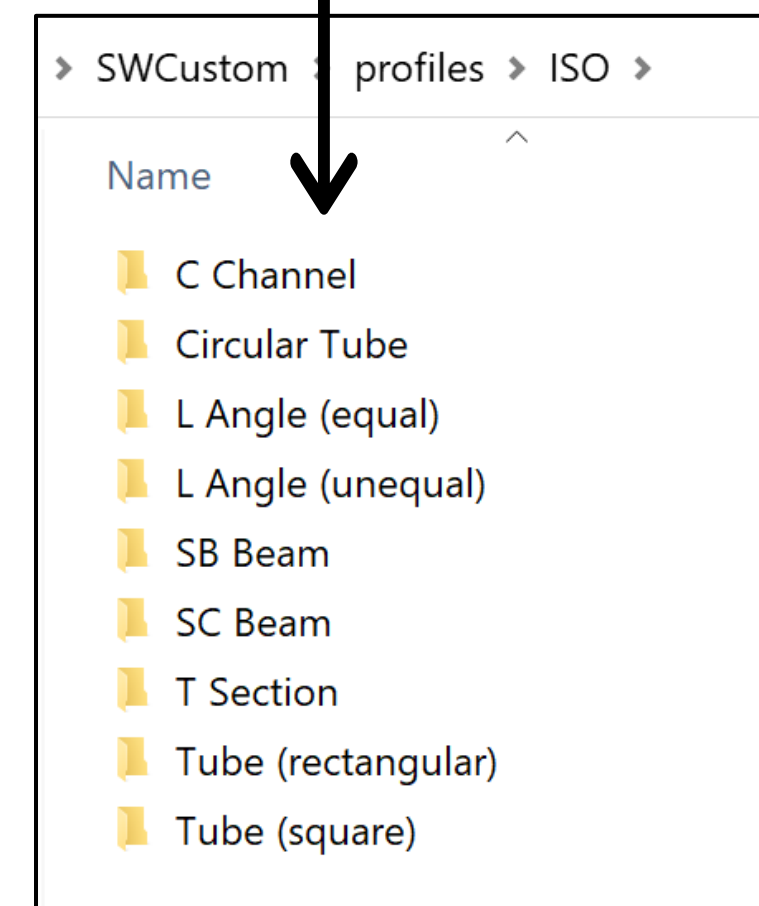 > SWCustom > profiles > ISO >
Name
C Channel
Circular Tube
L Angle (equal)
L Angle (unequal)
SB Beam
SC Beam
T Section
Tube (rectangular)
Tube (square)